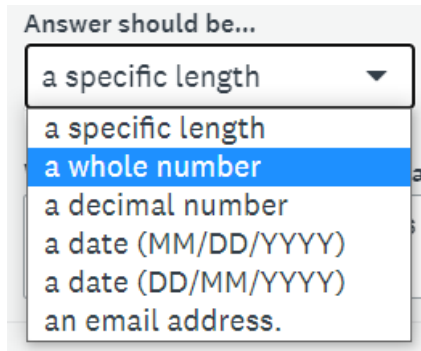 Answer should be...
a specific length
a specific length
a whole number
a decimal number
a date (MM/DD/YYYY)
a date (DD/MM/YYYY)
an email address.